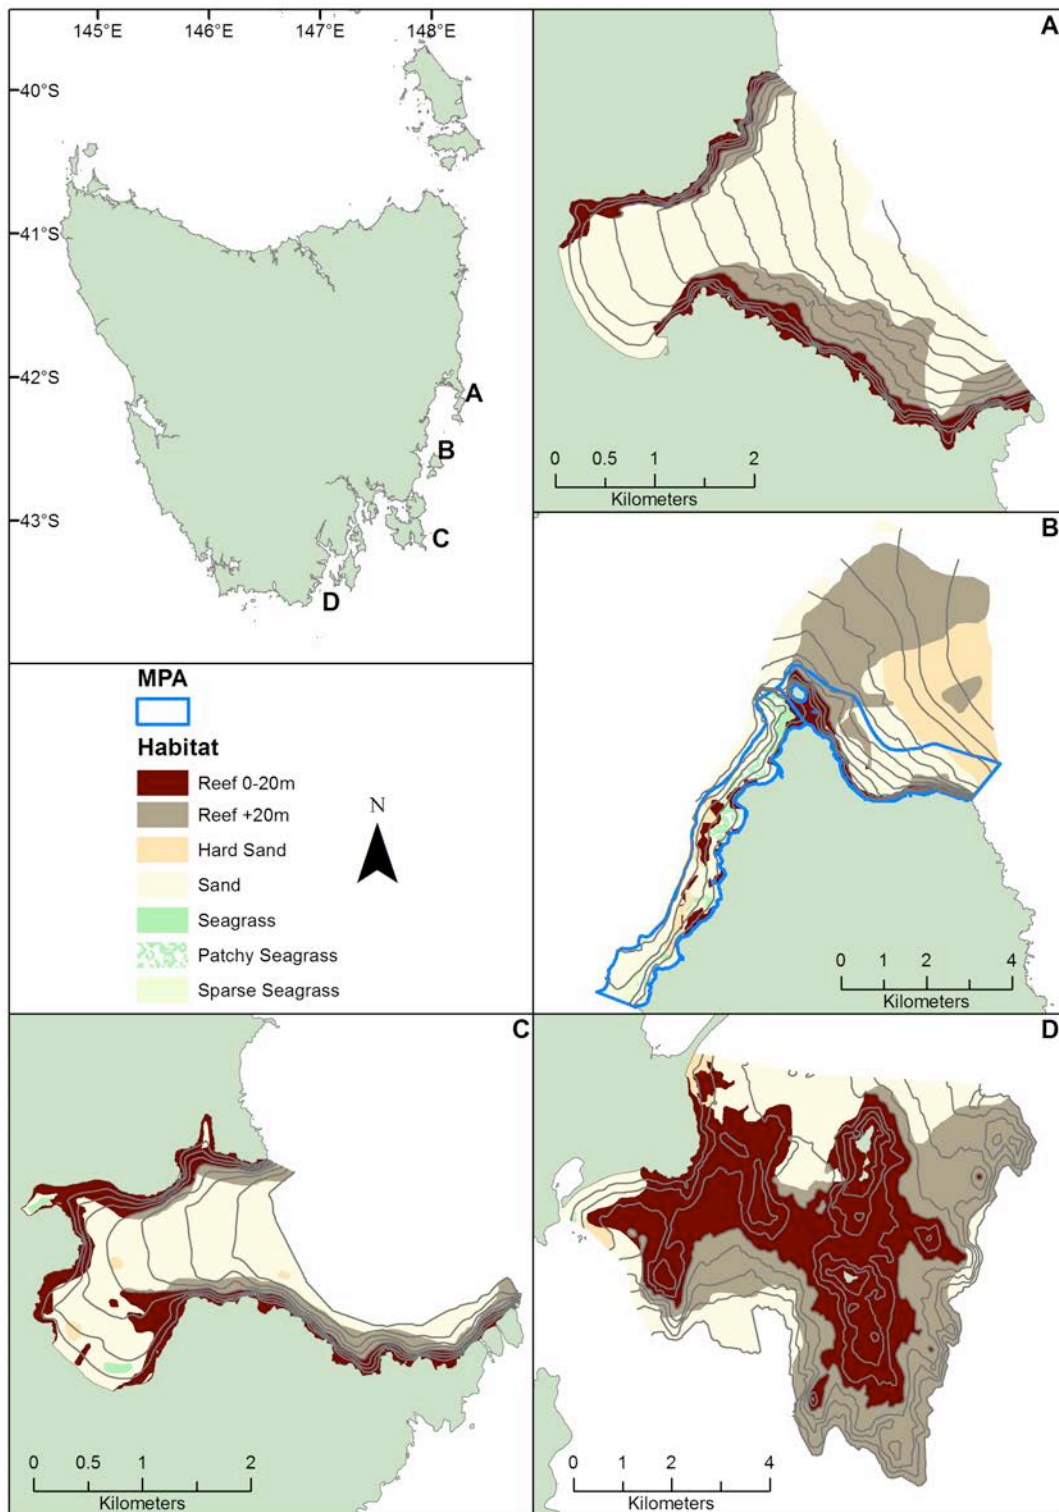 145°E 146°E 147°E 148°E
40°S
41°S
42°S
43°S
A
B
C
D
A
0 0.5 1 2
Kilometers
MPA
Habitat
Reef 0-20m
Reef +20m
Hard Sand
Sand
Seagrass
Patchy Seagrass
Sparse Seagrass
N
B
0 1 2 4
Kilometers
C
0 0.5 1 2
Kilometers
D
0 1 2 4
Kilometers